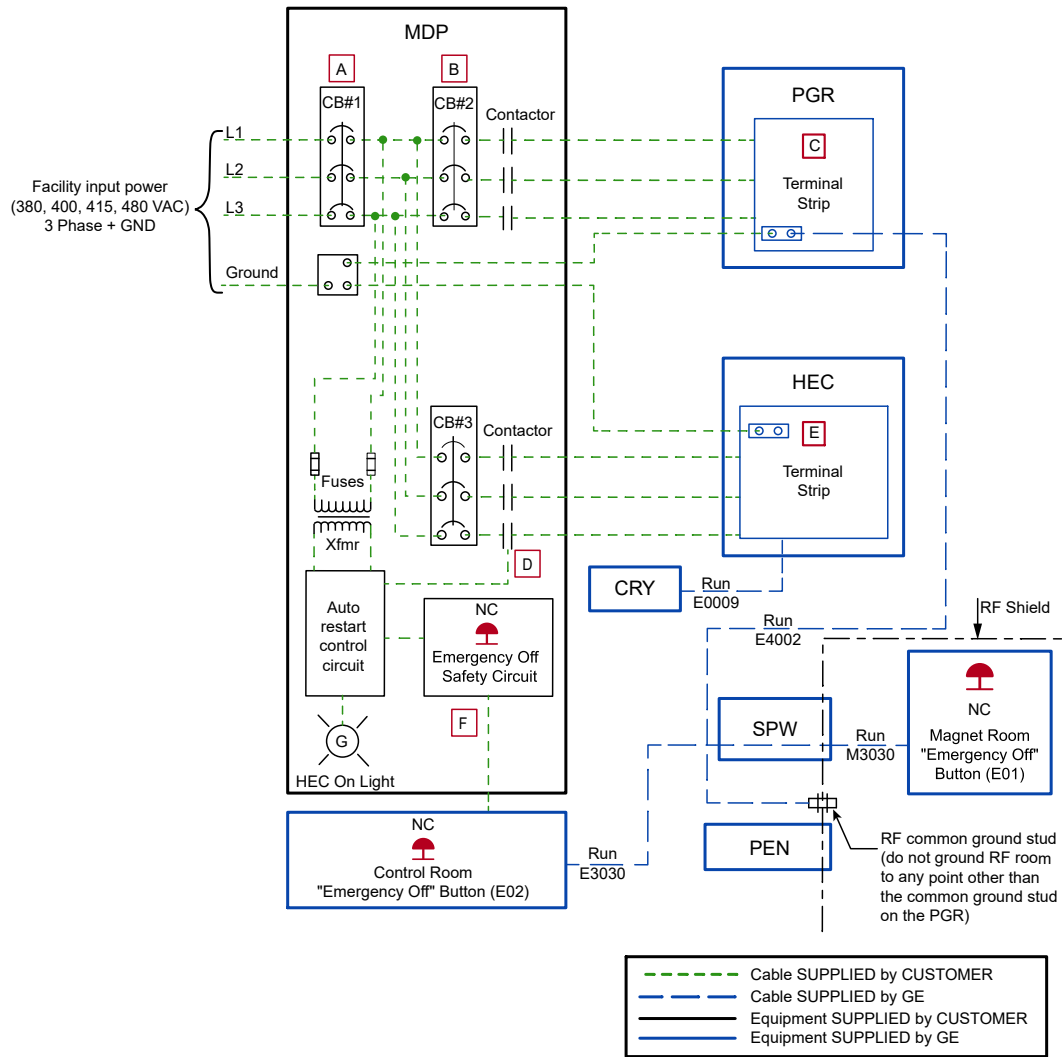 MDP
A
B
CB#1
CB#2
Contactor
L1
L2
L3
Facility input power
(380, 400, 415, 480 VAC)
3 Phase + GND
Ground
PGR
C
Terminal
Strip
HEC
E
Terminal
Strip
CB#3
Contactor
Fuses
Xfmr
D
Auto
restart
control
circuit
NC
Emergency Off
Safety Circuit
F
G
HEC On Light
CRY
Run
E0009
Run
E4002
RF Shield
SPW
Run
M3030
NC
Magnet Room
"Emergency Off"
Button (E01)
PEN
NC
Control Room
"Emergency Off" Button (E02)
Run
E3030
RF common ground stud
(do not ground RF room
to any point other than
the common ground stud
on the PGR)
Cable SUPPLIED by CUSTOMER
Cable SUPPLIED by GE
Equipment SUPPLIED by CUSTOMER
Equipment SUPPLIED by GE